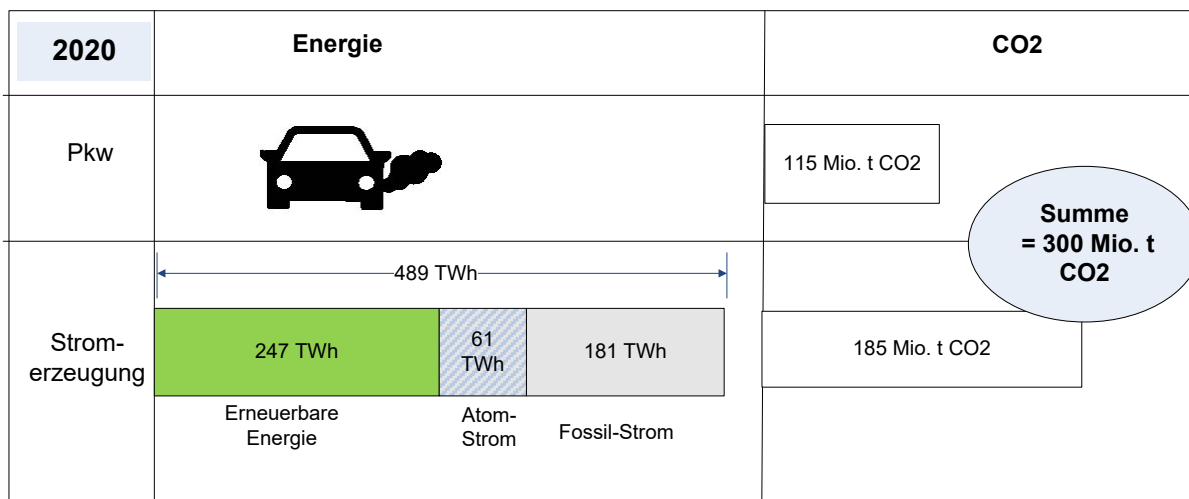 2020
Energie
CO2
Pkw
115 Mio. t CO2
Summe
= 300 Mio. t
CO2
489 TWh
Strom-
erzeugung
247 TWh
61
TWh
181 TWh
185 Mio. t CO2
Erneuerbare
Energie
Atom-
Strom
Fossil-Strom